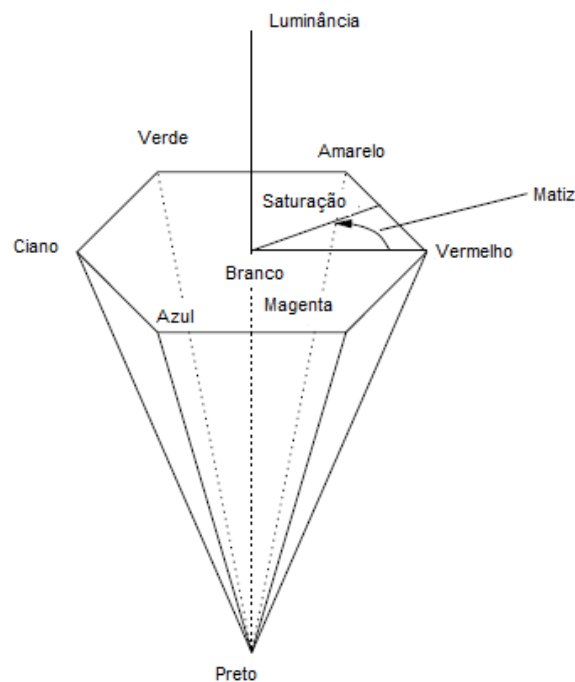 Luminância
Verde
Amarelo
Saturação
Matiz
Ciano
Vermelho
Branco
Azul
Magenta
Preto